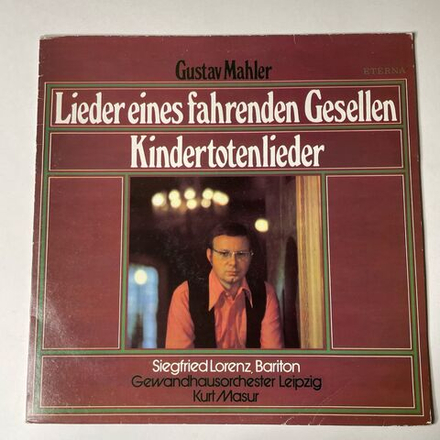 Gustav Mahler
ETERNA
Lieder eines fahrenden Gesellen
Kindertotenlieder
Siegfried Lorenz, Bariton
Gewandhausorchester Leipzig
Kurt Masur